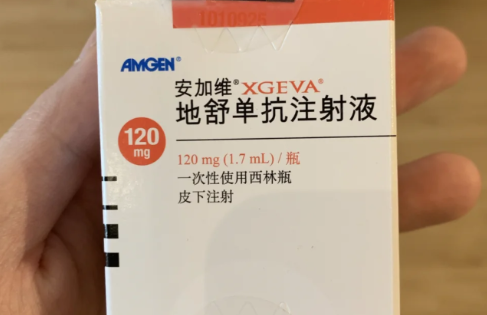 1010825
AMGEN®
安加维® XGEVA®
地舒单抗注射液
120
mg
120 mg (1.7 mL) / 瓶
一次性使用西林瓶
皮下注射